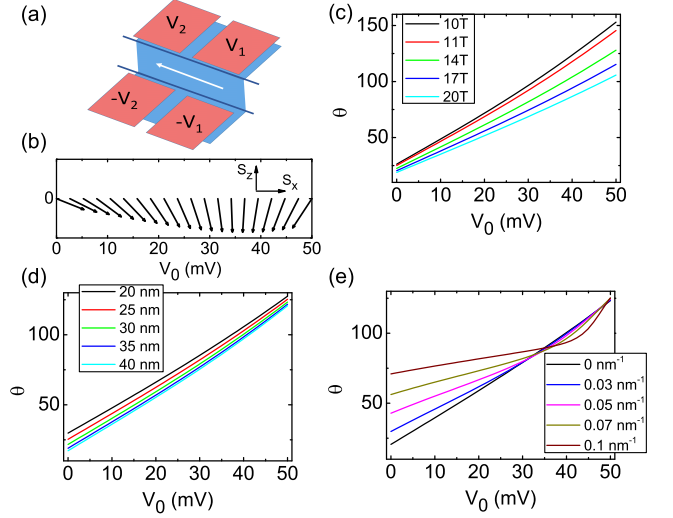 (a)
V2
V1
-V2
-V1
(b)
Sz
Sx
0
0 10 20 30 40 50
V0 (mV)
(c)
150
100
50
θ
10T
11T
14T
17T
20T
0 10 20 30 40 50
V0 (mV)
(d)
100
50
0
θ
20 nm
25 nm
30 nm
35 nm
40 nm
0 10 20 30 40 50
V0 (mV)
(e)
100
50
0
θ
0 nm⁻¹
0.03 nm⁻¹
0.05 nm⁻¹
0.07 nm⁻¹
0.1 nm⁻¹
0 10 20 30 40 50
V0 (mV)